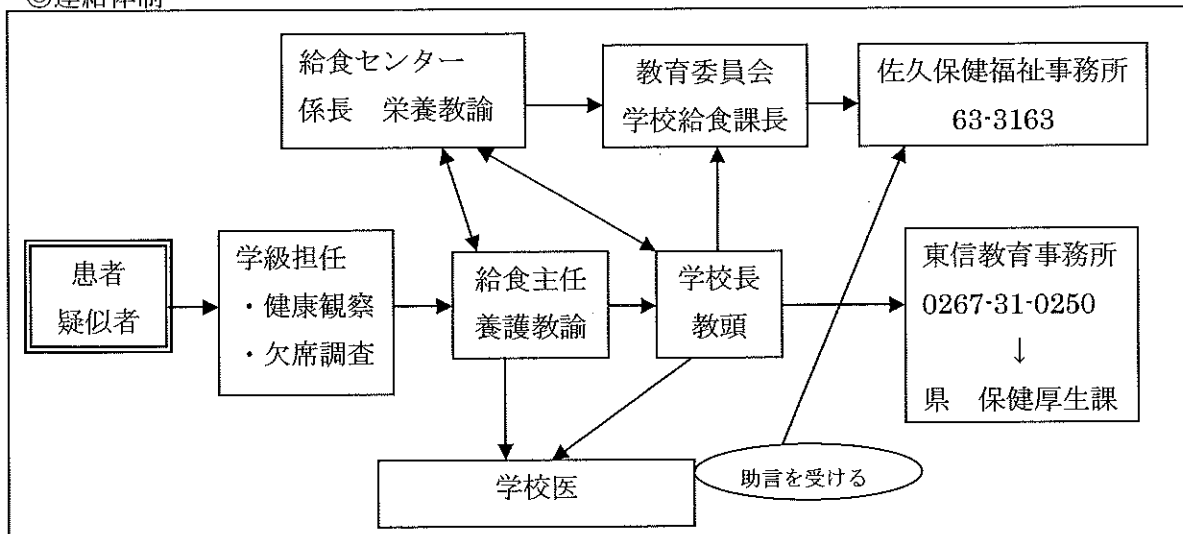 ◎連絡体制
給食センター
係長　栄養教諭
教育委員会
学校給食課長
佐久保健福祉事務所
63-3163
患者
疑似者
学級担任
・健康観察
・欠席調査
給食主任
養護教諭
学校長
教頭
東信教育事務所
0267-31-0250
↓
県　保健厚生課
学校医
助言を受ける